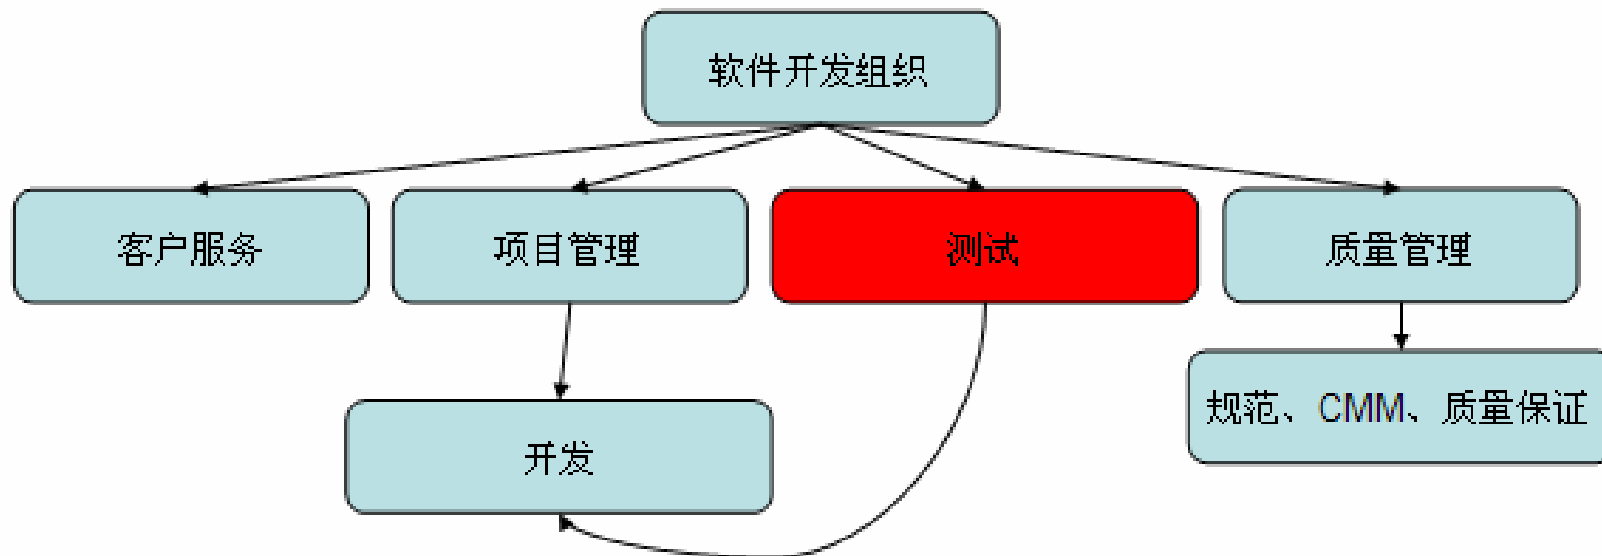 软件开发组织
客户服务
项目管理
测试
质量管理
规范、CMM、质量保证
开发